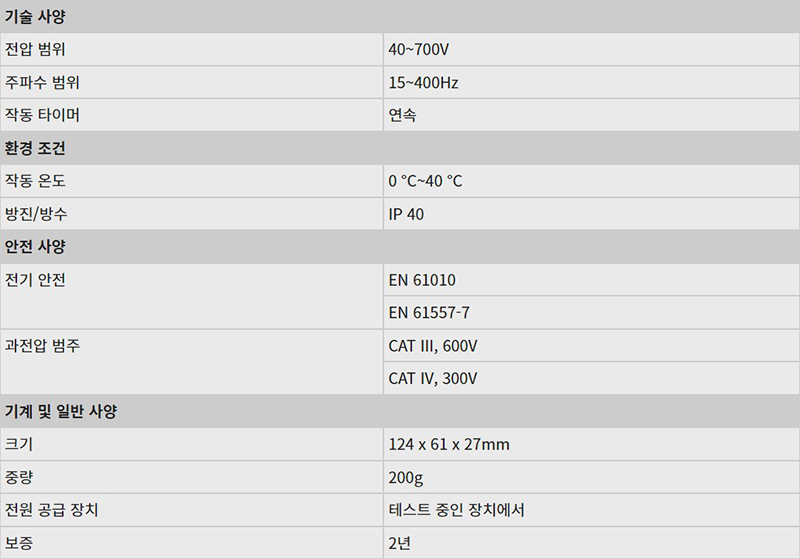 기술 사양
전압 범위 40~700V
주파수 범위 15~400Hz
작동 타이머 연속
환경 조건
작동 온도 0 °C~40 °C
방진/방수 IP 40
안전 사양
전기 안전 EN 61010
EN 61557-7
과전압 범주 CAT III, 600V
CAT IV, 300V
기계 및 일반 사양
크기 124 x 61 x 27mm
중량 200g
전원 공급 장치 테스트 중인 장치에서
보증 2년